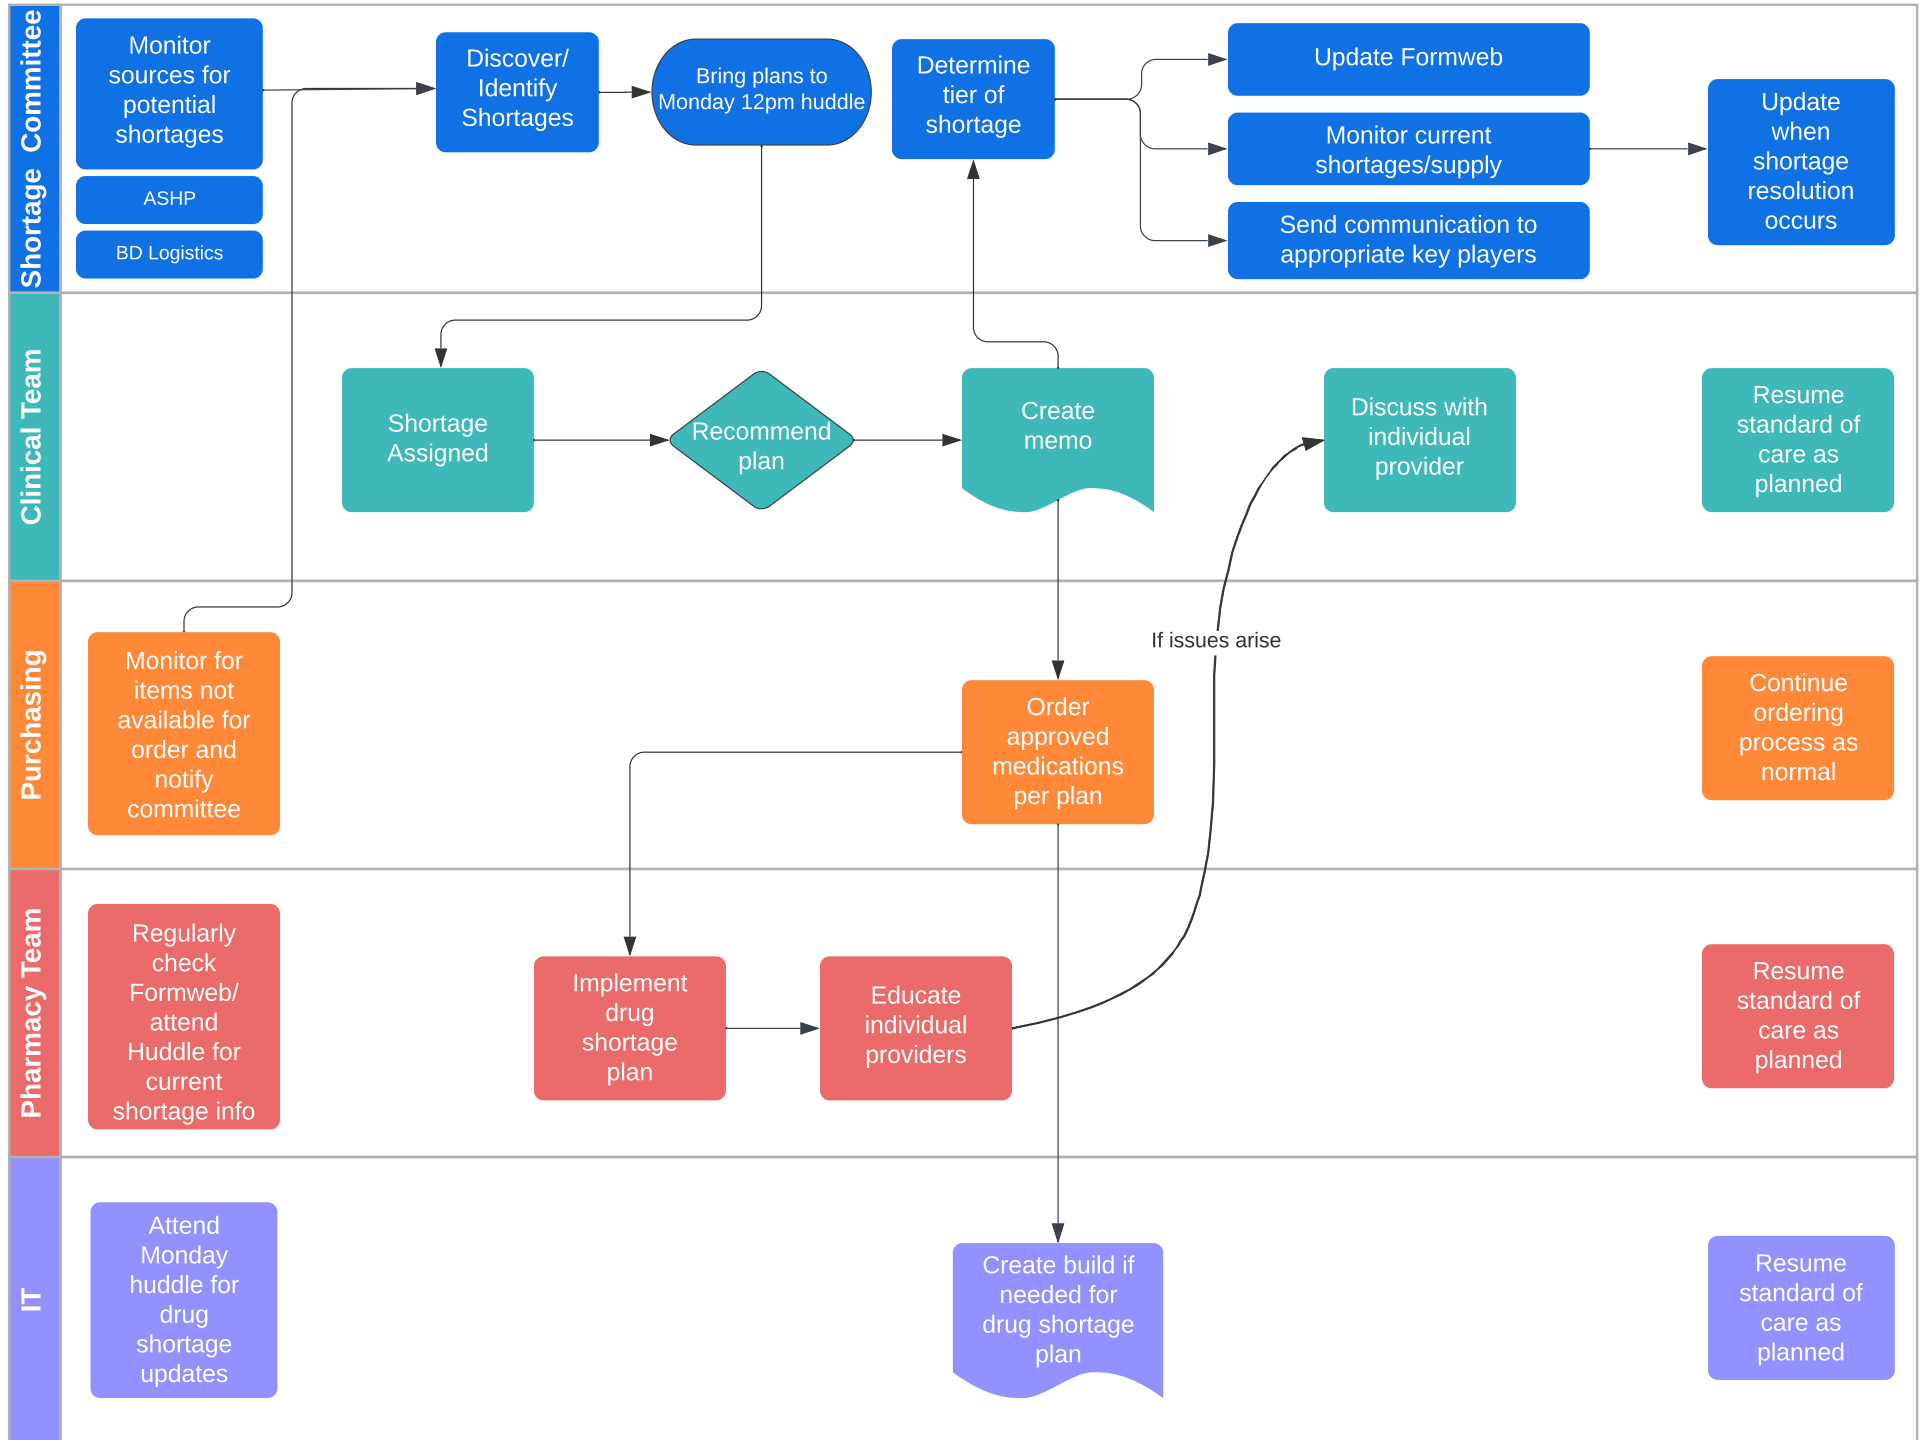 Shortage Committee
Monitor
sources for
potential
shortages
ASHP
BD Logistics
Discover/
Identify
Shortages
Bring plans to
Monday 12pm huddle
Determine
tier of
shortage
Update Formweb
Monitor current
shortages/supply
Send communication to
appropriate key players
Update
when
shortage
resolution
occurs
Clinical Team
Shortage
Assigned
Recommend
plan
Create
memo
Discuss with
individual
provider
Resume
standard of
care as
planned
Purchasing
Monitor for
items not
available for
order and
notify
committee
Order
approved
medications
per plan
If issues arise
Continue
ordering
process as
normal
Pharmacy Team
Regularly
check
Formweb/
attend
Huddle for
current
shortage info
Implement
drug
shortage
plan
Educate
individual
providers
Resume
standard of
care as
planned
IT
Attend
Monday
huddle for
drug
shortage
updates
Create build if
needed for
drug shortage
plan
Resume
standard of
care as
planned